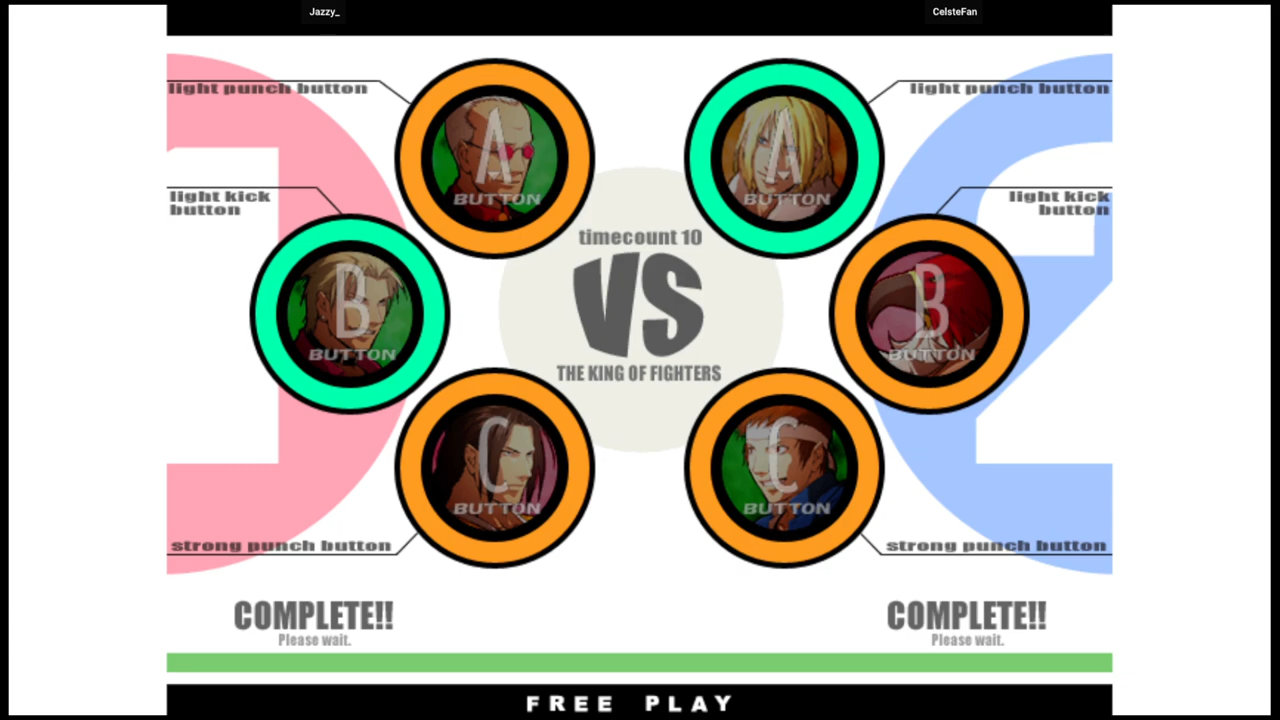 Jazzy_
CelsteFan
light punch button
light punch button
A
BUTTON
A
BUTTON
light kick
button
light kick
button
timecount 10
VS
THE KING OF FIGHTERS
B
BUTTON
B
BUTTON
C
BUTTON
C
BUTTON
strong punch button
strong punch button
1
2
COMPLETE!!
Please wait.
COMPLETE!!
Please wait.
FREE PLAY